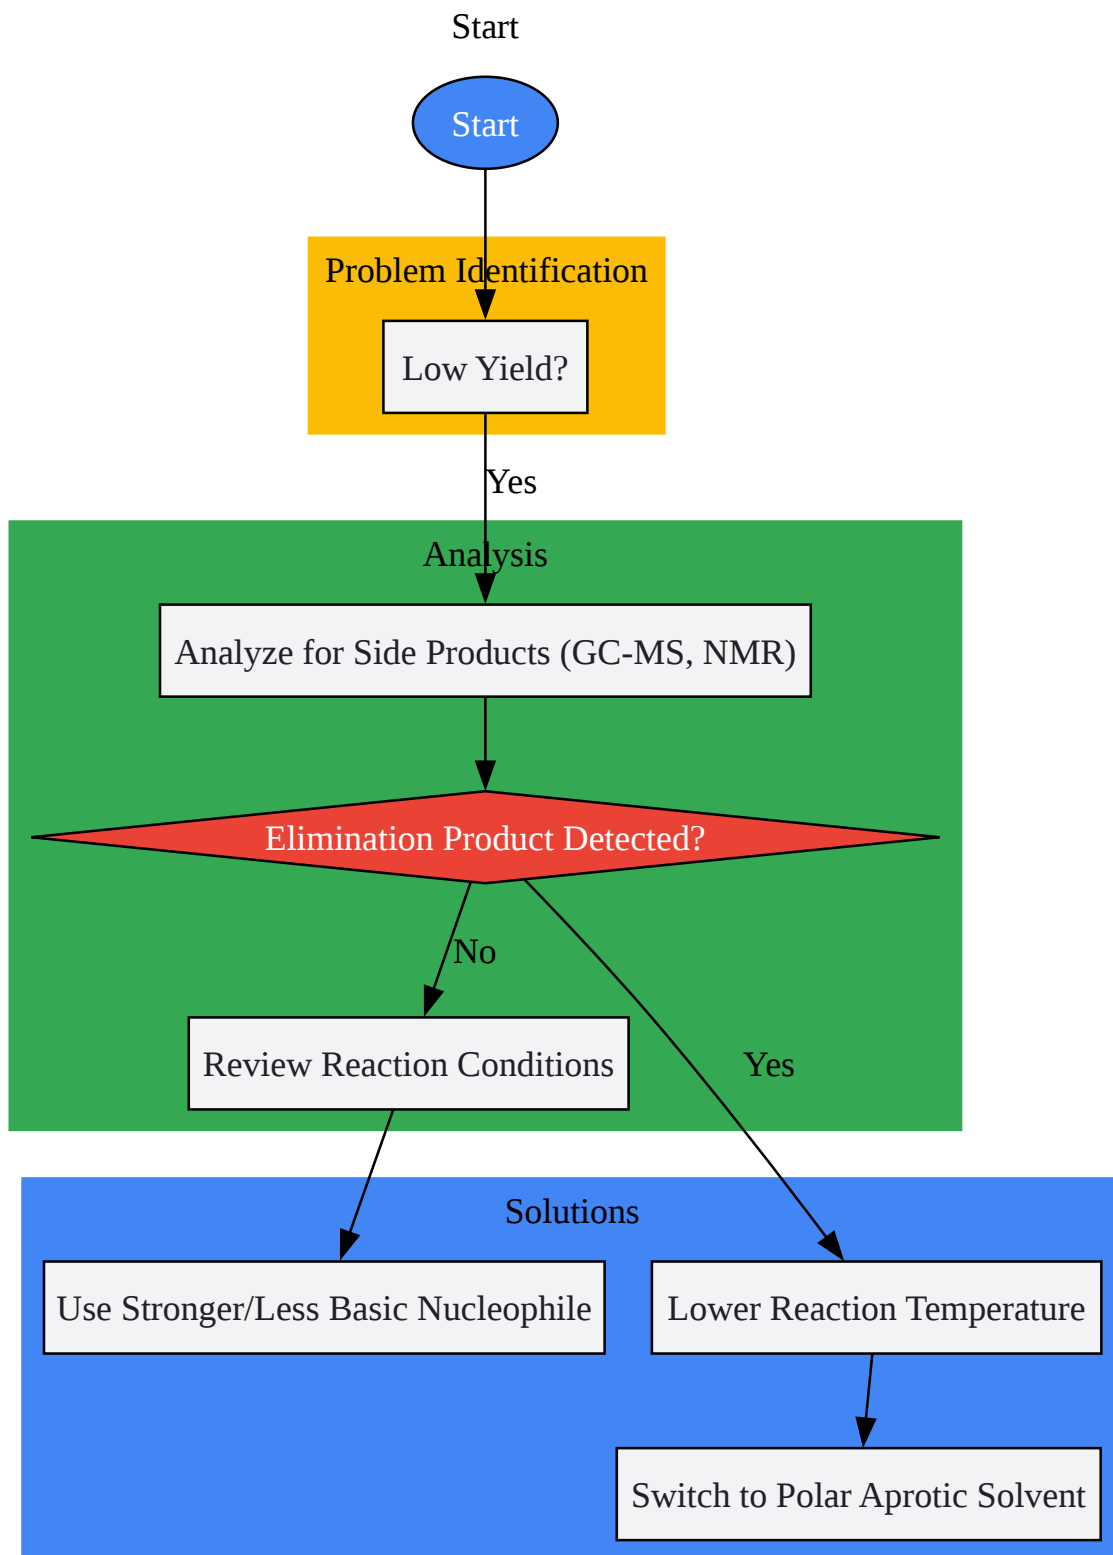 Start
Start
Problem Identification
Low Yield?
Yes
Analysis
Analyze for Side Products (GC-MS, NMR)
Elimination Product Detected?
No
Review Reaction Conditions
Yes
Solutions
Use Stronger/Less Basic Nucleophile
Lower Reaction Temperature
Switch to Polar Aprotic Solvent